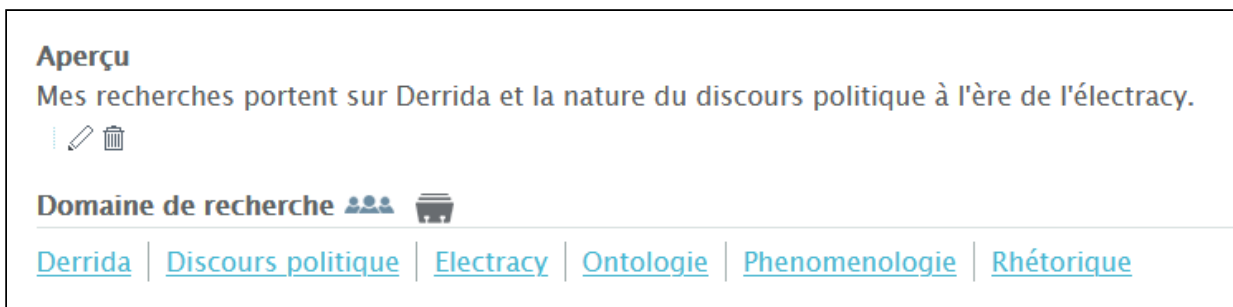 Aperçu
Mes recherches portent sur Derrida et la nature du discours politique à l'ère de l'électracy.
Domaine de recherche
Derrida | Discours politique | Electracy | Ontologie | Phenomenologie | Rhétorique